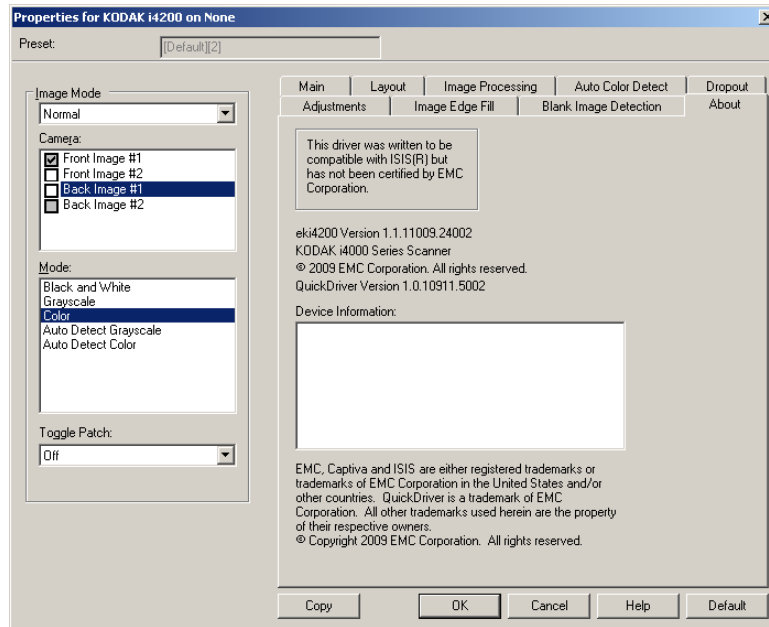 Properties for KODAK i4200 on None
Preset:
[Default][2]
Image Mode
Normal
Camera:
Front Image #1
Front Image #2
Back Image #1
Back Image #2
Mode:
Black and White
Grayscale
Color
Auto Detect Grayscale
Auto Detect Color
Toggle Patch:
Off
Main Layout Image Processing Auto Color Detect Dropout
Adjustments Image Edge Fill Blank Image Detection About
This driver was written to be
compatible with ISIS(R) but
has not been certified by EMC
Corporation.
eki4200 Version 1.1.11009.24002
KODAK i4000 Series Scanner
© 2009 EMC Corporation. All rights reserved.
QuickDriver Version 1.0.10911.5002
Device Information:
EMC, Captiva and ISIS are either registered trademarks or
trademarks of EMC Corporation in the United States and/or
other countries. QuickDriver is a trademark of EMC
Corporation. All other trademarks used herein are the property
of their respective owners.
© Copyright 2009 EMC Corporation. All rights reserved.
Copy OK Cancel Help Default